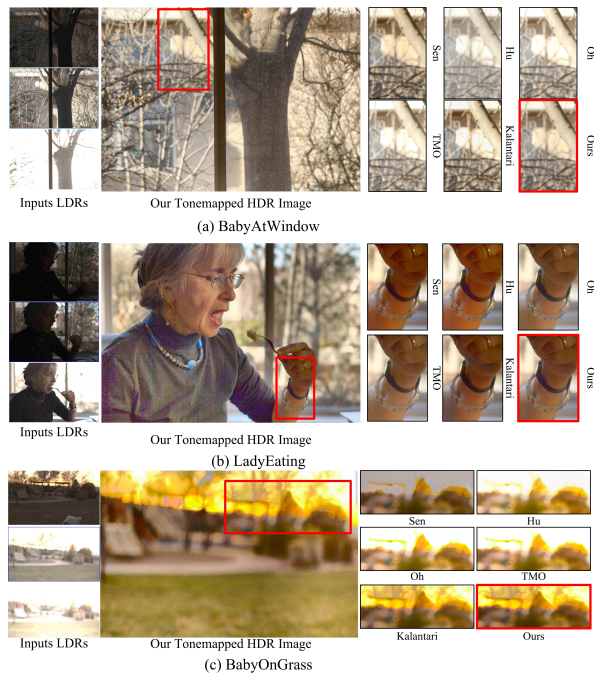 Sen
Hu
Oh
TMO
Kalantari
Ours
Inputs LDRs
Our Tonemapped HDR Image
(a) BabyAtWindow
Sen
Hu
Oh
TMO
Kalantari
Ours
Inputs LDRs
Our Tonemapped HDR Image
(b) LadyEating
Sen
Hu
Oh
TMO
Kalantari
Ours
Inputs LDRs
Our Tonemapped HDR Image
(c) BabyOnGrass